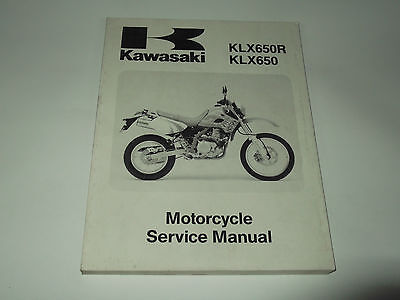 KLX650R
Kawasaki KLX650
Motorcycle
Service Manual